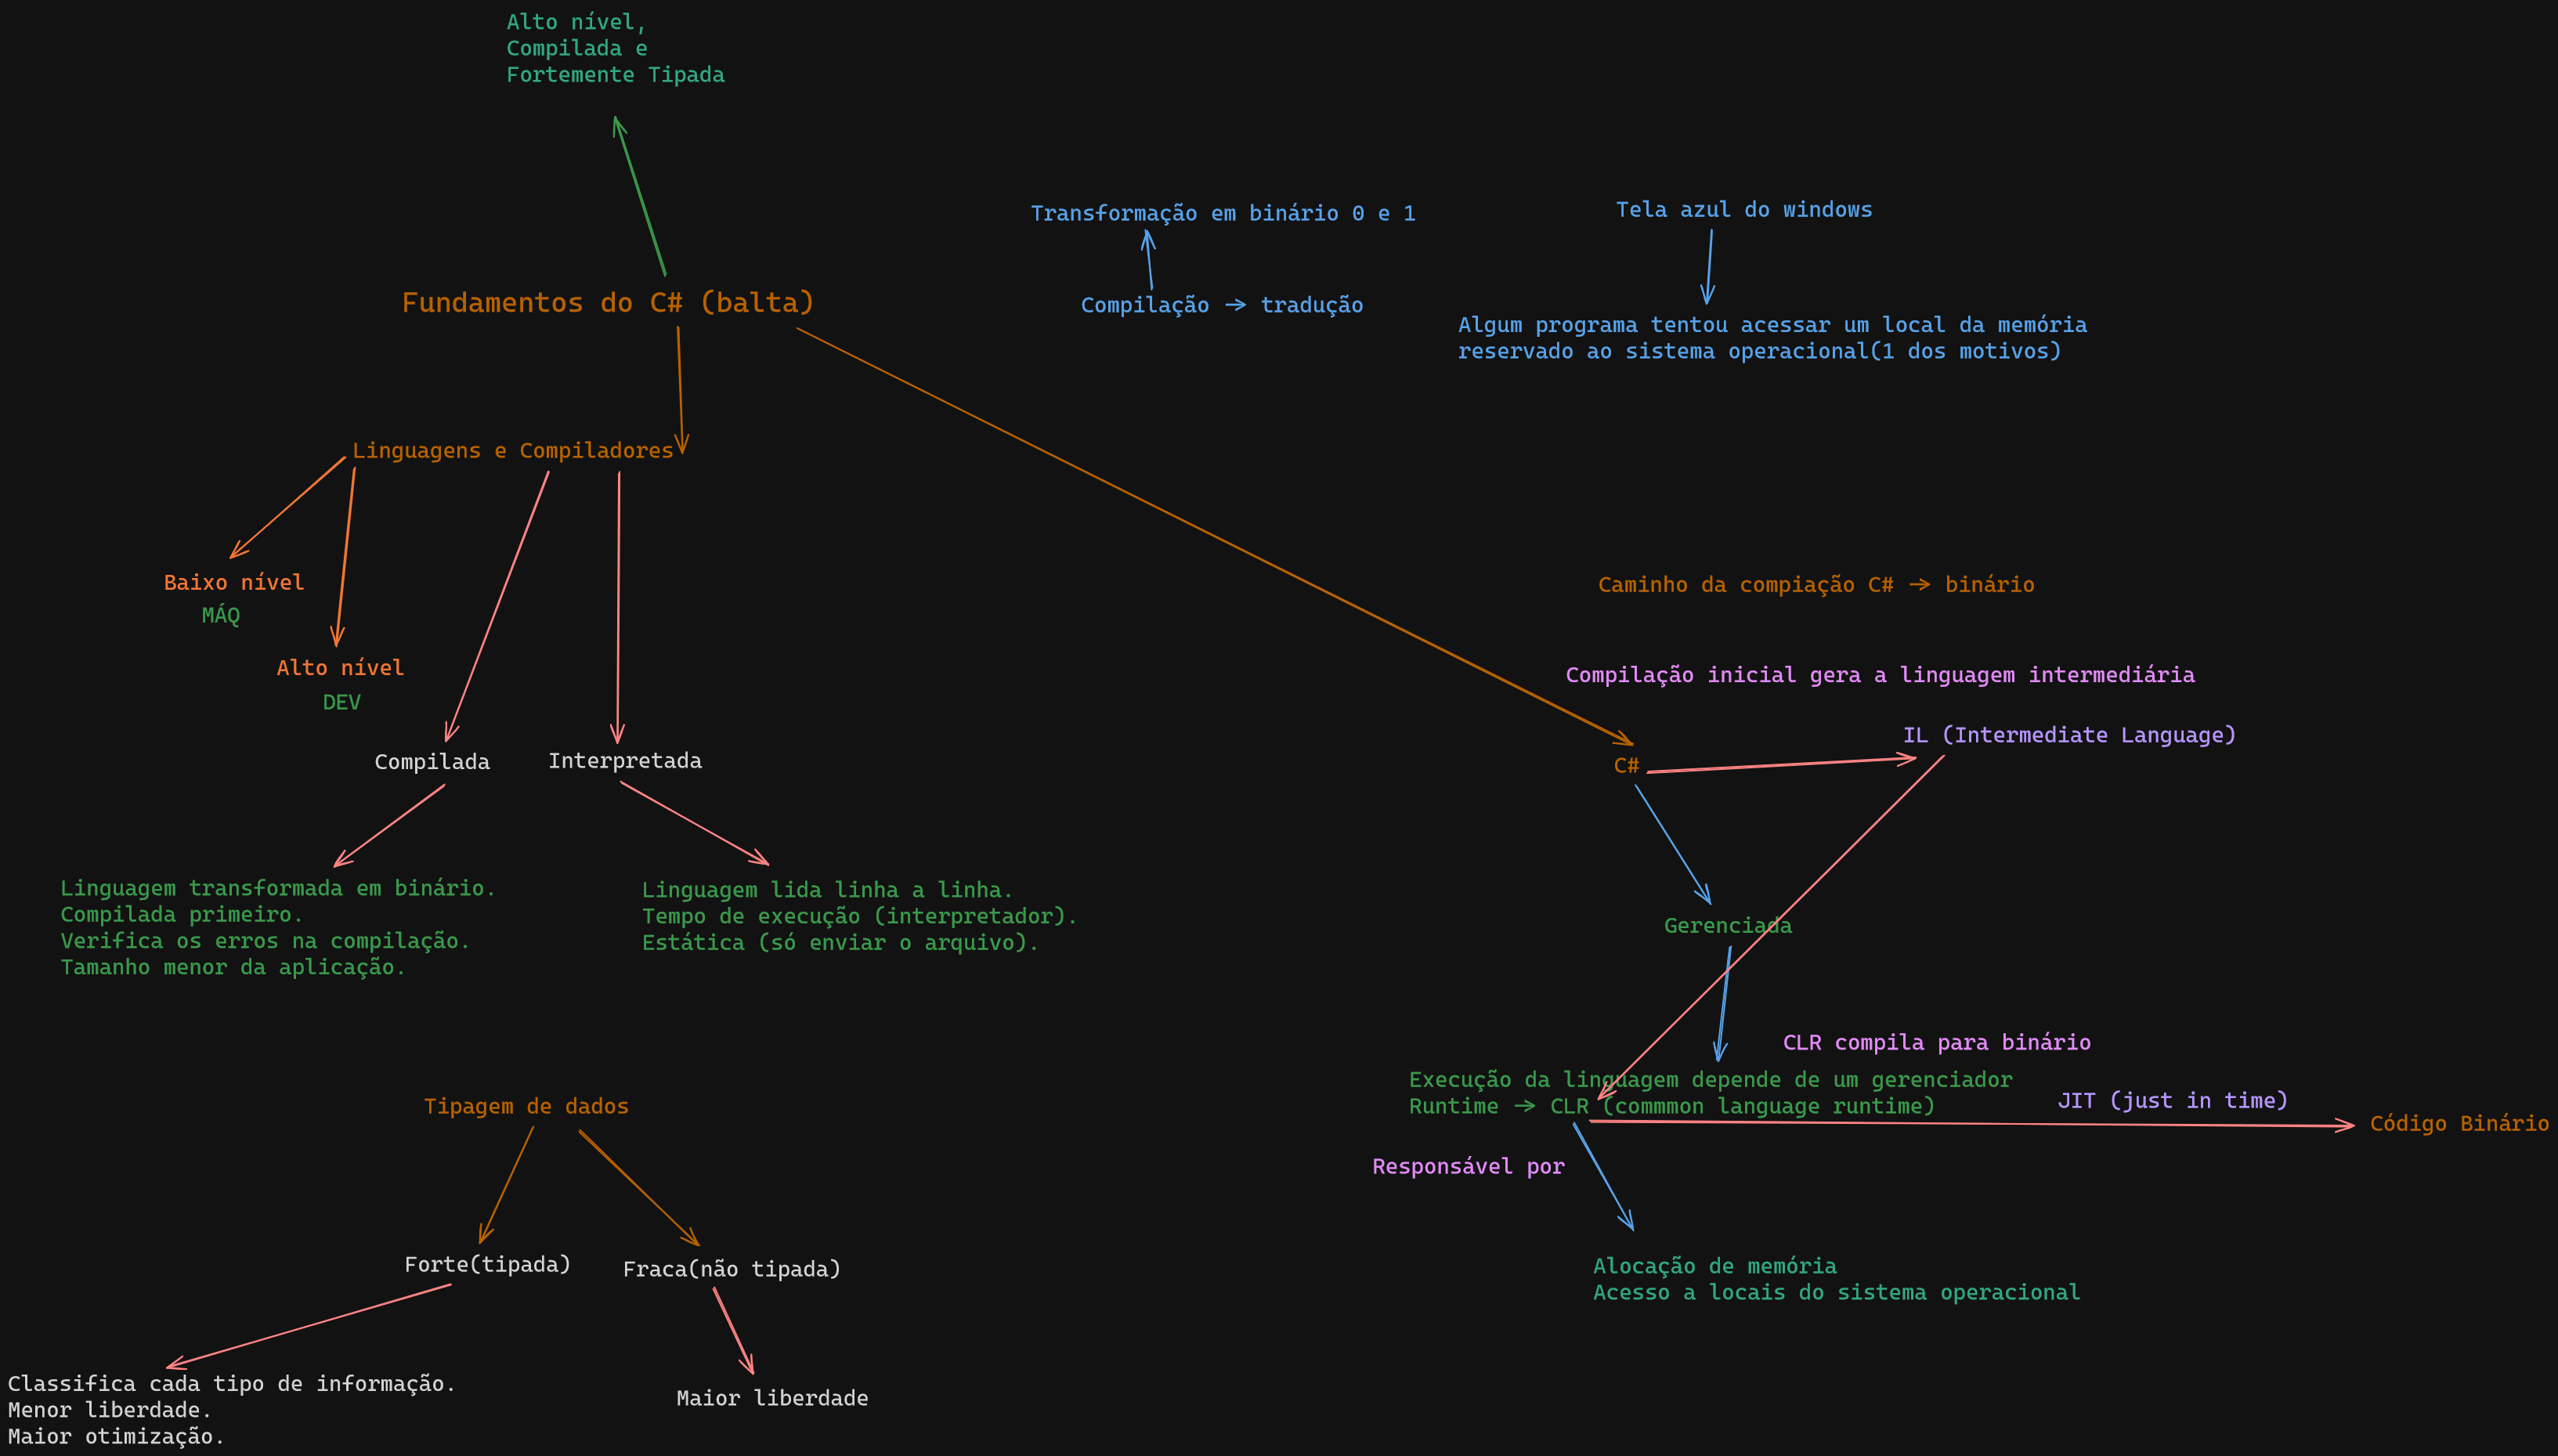 Alto nível,
Compilada e
Fortemente Tipada
Transformação em binário 0 e 1
Tela azul do windows
Fundamentos do C# (balta)
Compilação → tradução
Algum programa tentou acessar um local da memória
reservado ao sistema operacional(1 dos motivos)
Linguagens e Compiladores
Baixo nível
MÁQ
Alto nível
DEV
Compilada
Interpretada
Linguagem transformada em binário.
Compilada primeiro.
Verifica os erros na compilação.
Tamanho menor da aplicação.
Linguagem lida linha a linha.
Tempo de execução (interpretador).
Estática (só enviar o arquivo).
Caminho da compiação C# → binário
Compilação inicial gera a linguagem intermediária
IL (Intermediate Language)
C#
Gerenciada
CLR compila para binário
Execução da linguagem depende de um gerenciador
Runtime → CLR (commmon language runtime)
JIT (just in time)
Código Binário
Responsável por
Alocação de memória
Acesso a locais do sistema operacional
Tipagem de dados
Forte(tipada)
Fraca(não tipada)
Classifica cada tipo de informação.
Menor liberdade.
Maior otimização.
Maior liberdade